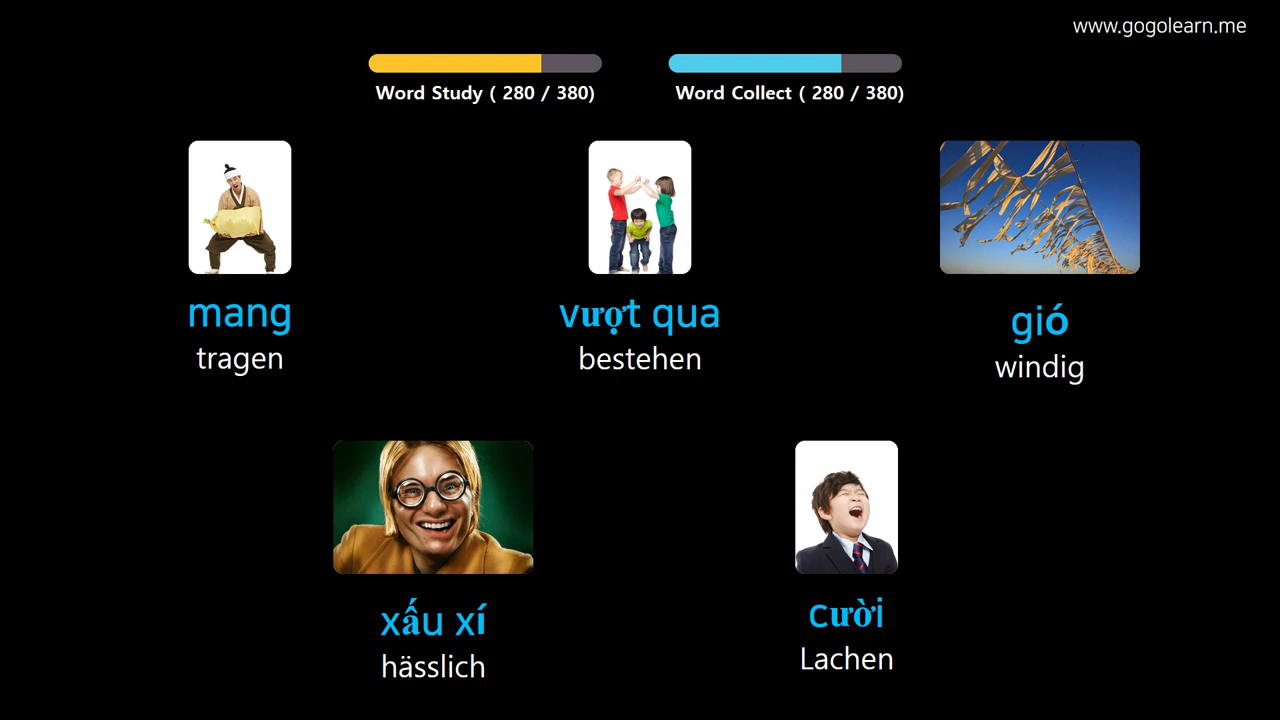 www.gogolearn.me
Word Study ( 280 / 380)
Word Collect ( 280 / 380)
mang
tragen
vượt qua
bestehen
gió
windig
xấu xí
hässlich
cười
Lachen